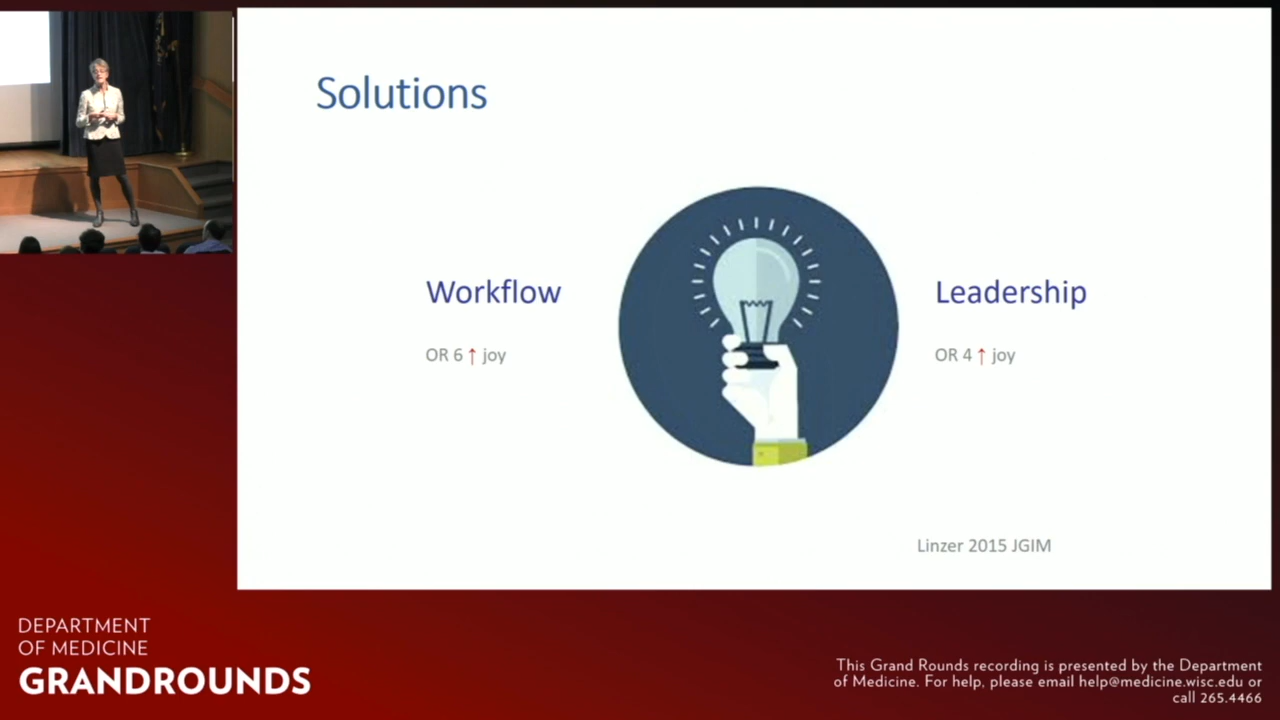 Solutions
Workflow
OR 6 ↑ joy
Leadership
OR 4 ↑ joy
Linzer 2015 JGIM
DEPARTMENT
OF MEDICINE
GRANDROUNDS
This Grand Rounds recording is presented by the Department
of Medicine. For help, please email help@medicine.wisc.edu or
call 265.4466